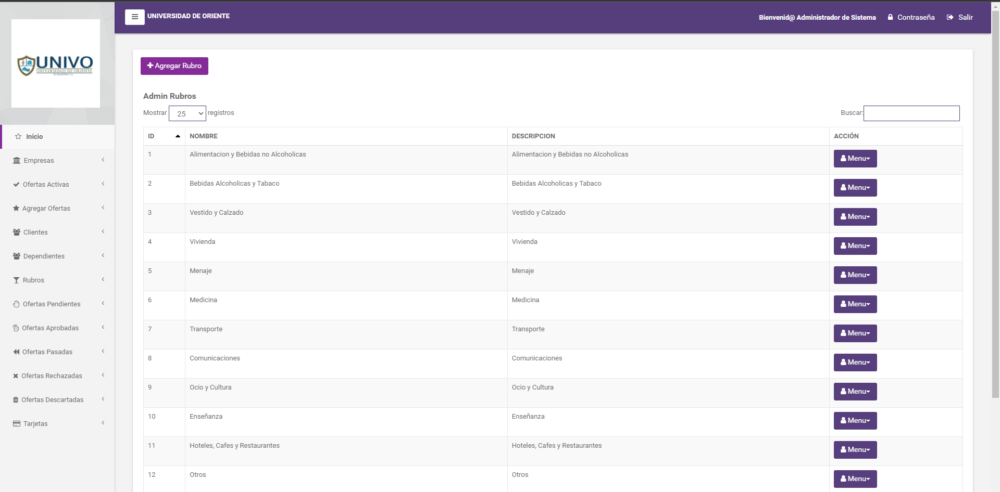 UNIVERSIDAD DE ORIENTE
Bienvenid@ Administrador de Sistema Contraseña Salir
UNIVO
UNIVERSIDAD DE ORIENTE
EL SALVADOR, C.A.
Inicio
Empresas
Ofertas Activas
Agregar Ofertas
Clientes
Dependientes
Rubros
Ofertas Pendientes
Ofertas Aprobadas
Ofertas Pasadas
Ofertas Rechazadas
Ofertas Descartadas
Tarjetas
Agregar Rubro
Admin Rubros
Mostrar 25 registros
Buscar:
ID NOMBRE DESCRIPCION ACCIÓN
1 Alimentacion y Bebidas no Alcoholicas Alimentacion y Bebidas no Alcoholicas Menu
2 Bebidas Alcoholicas y Tabaco Bebidas Alcoholicas y Tabaco Menu
3 Vestido y Calzado Vestido y Calzado Menu
4 Vivienda Vivienda Menu
5 Menaje Menaje Menu
6 Medicina Medicina Menu
7 Transporte Transporte Menu
8 Comunicaciones Comunicaciones Menu
9 Ocio y Cultura Ocio y Cultura Menu
10 Enseñanza Enseñanza Menu
11 Hoteles, Cafes y Restaurantes Hoteles, Cafes y Restaurantes Menu
12 Otros Otros Menu